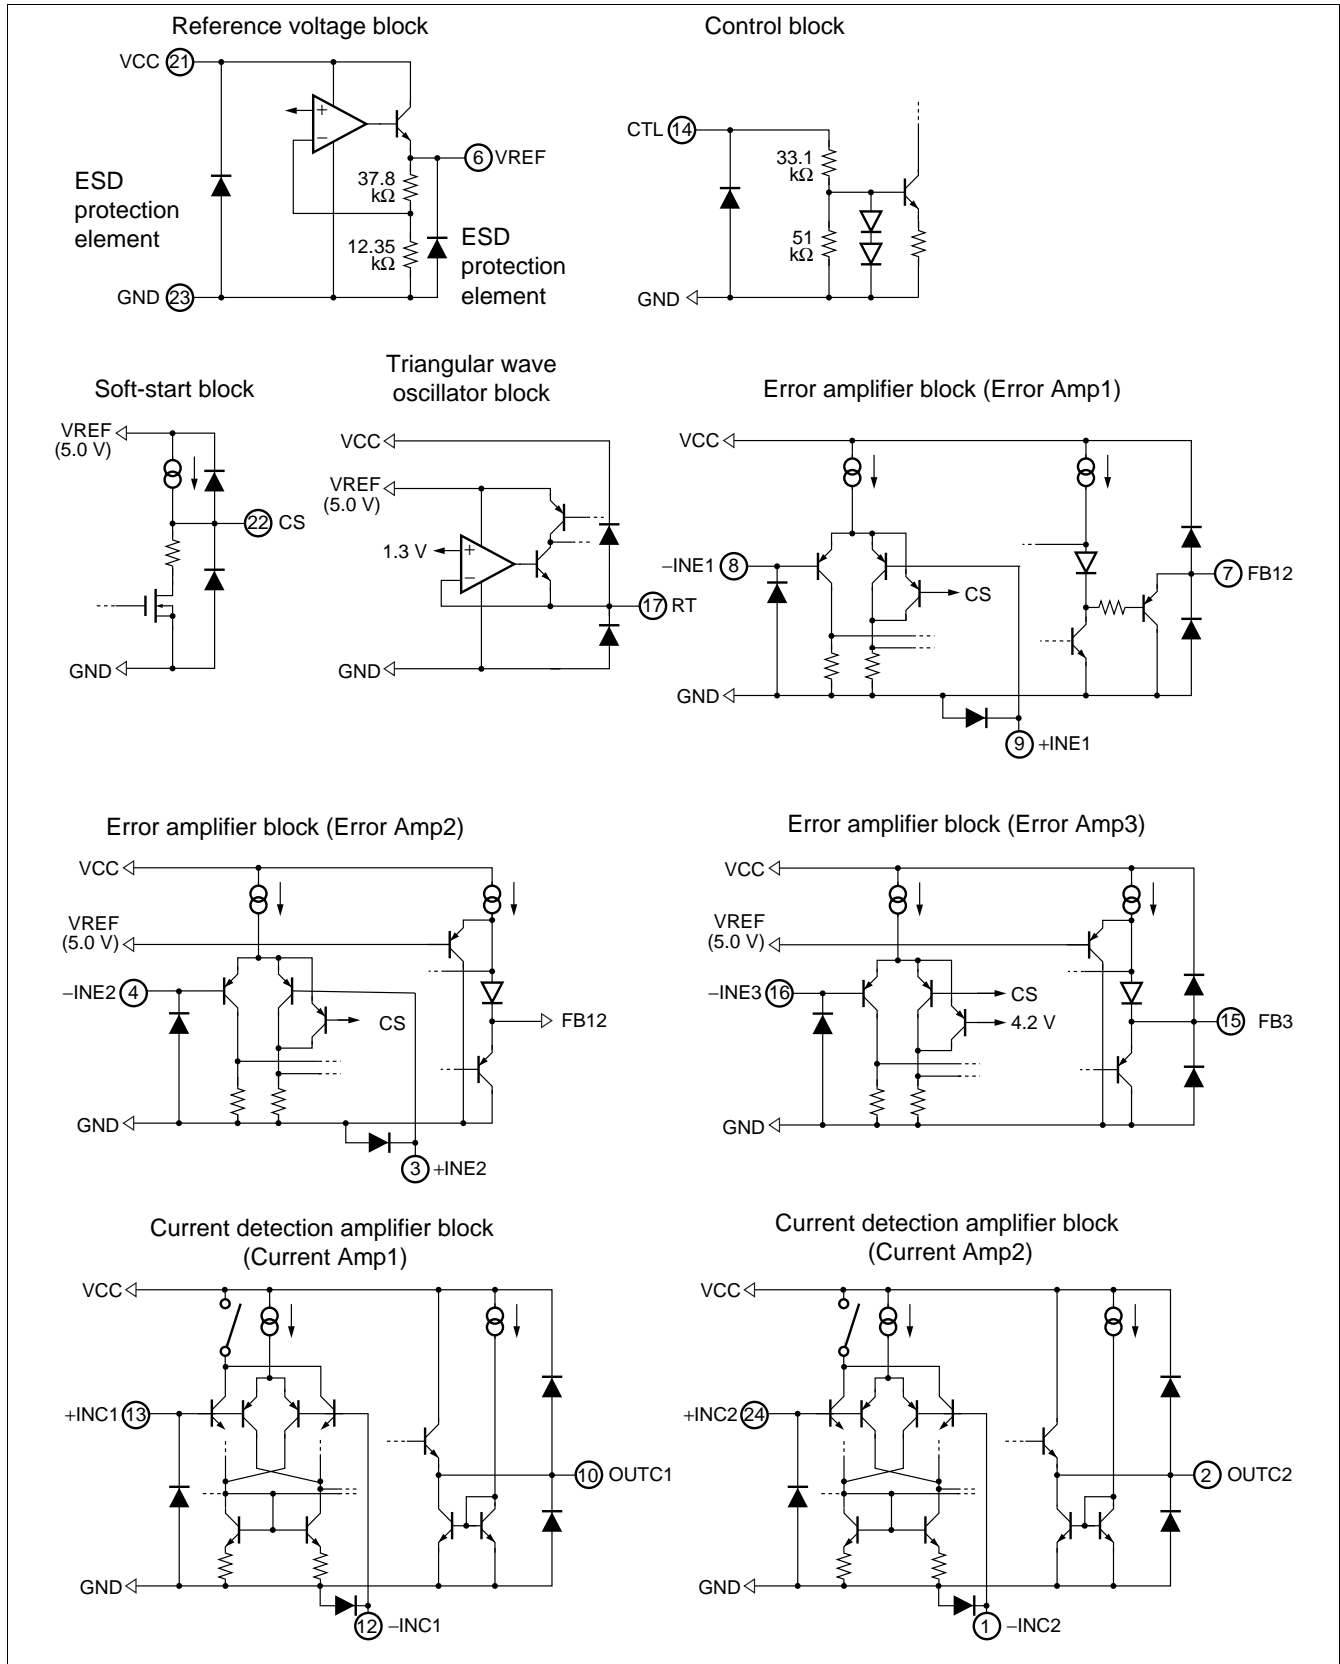 Reference voltage block
VCC 21
37.8
kΩ
12.35
kΩ
6 VREF
ESD
protection
element
ESD
protection
element
GND 23
+
−
Control block
CTL 14
33.1
kΩ
51
kΩ
GND
Soft-start block
VREF
(5.0 V)
22 CS
GND
Triangular wave
oscillator block
VCC
VREF
(5.0 V)
1.3 V
+
−
17 RT
GND
Error amplifier block (Error Amp1)
VCC
−INE1 8
CS
7 FB12
GND
9 +INE1
Error amplifier block (Error Amp2)
VCC
VREF
(5.0 V)
−INE2 4
CS
FB12
GND
3 +INE2
Error amplifier block (Error Amp3)
VCC
VREF
(5.0 V)
−INE3 16
CS
4.2 V
15 FB3
GND
Current detection amplifier block
(Current Amp1)
VCC
+INC1 13
10 OUTC1
GND
12 −INC1
Current detection amplifier block
(Current Amp2)
VCC
+INC2 24
2 OUTC2
GND
1 −INC2